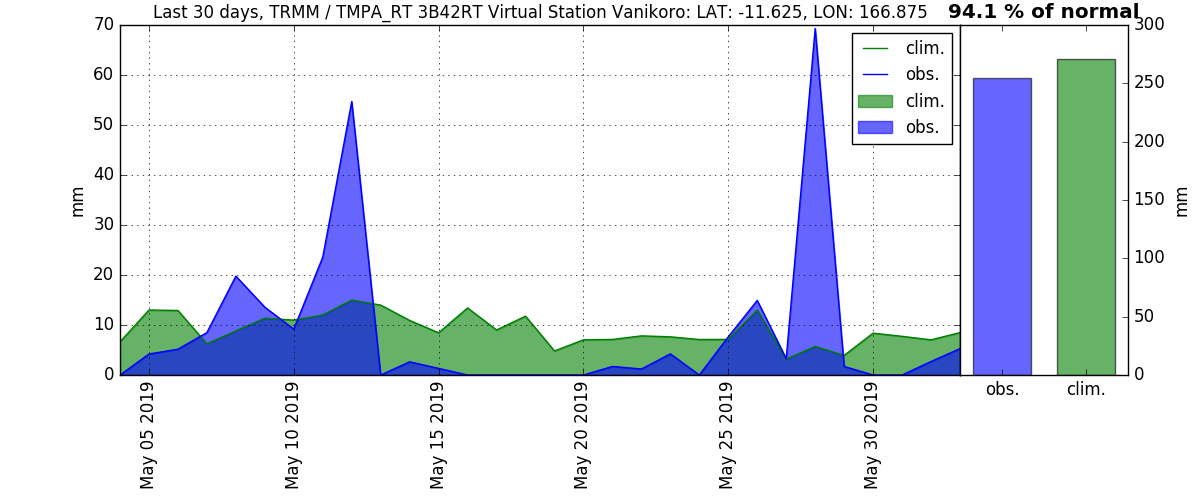 Last 30 days, TRMM / TMPA_RT 3B42RT Virtual Station Vanikoro: LAT: -11.625, LON: 166.875
94.1 % of normal
70
60
50
40
30
20
10
0
mm
clim.
obs.
clim.
obs.
May 05 2019
May 10 2019
May 15 2019
May 20 2019
May 25 2019
May 30 2019
300
250
200
150
100
50
0
mm
obs.
clim.